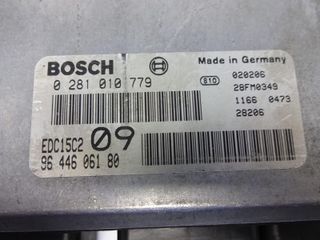 BOSCH
Made in Germany
0 281 010 779
610
020206
28FM0349
1166 0473
28206
EDC15C2 09
96 446 061 80